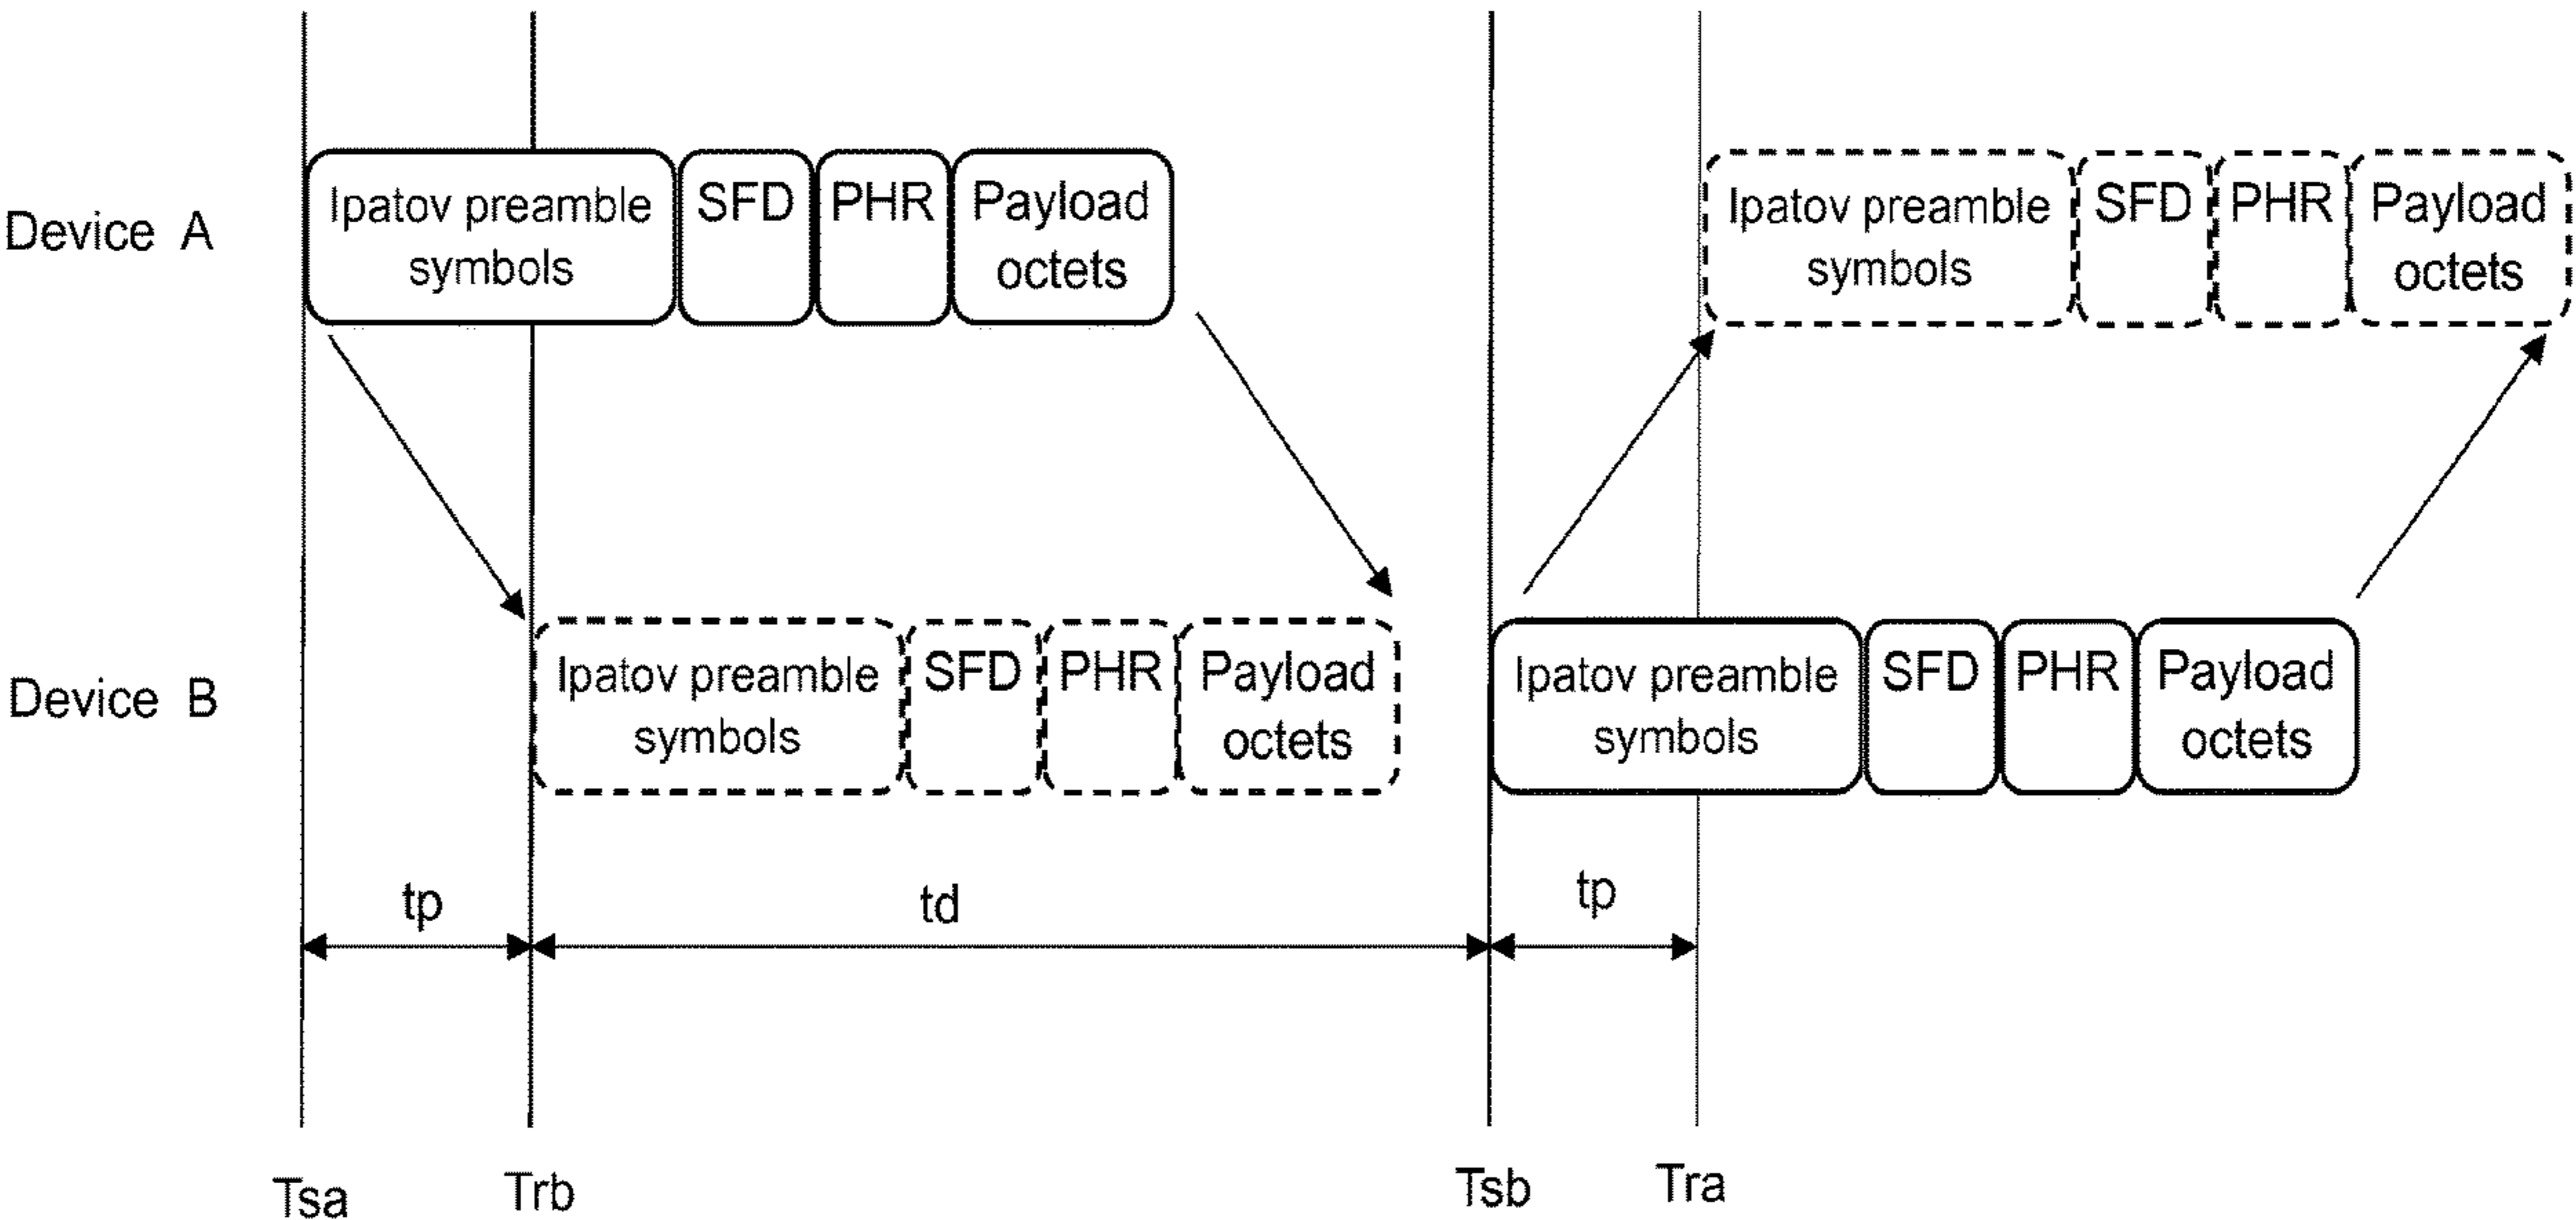 Device A
Ipatov preamble
symbols
SFD
PHR
Payload
octets
Ipatov preamble
symbols
SFD
PHR
Payload
octets
Device B
Ipatov preamble
symbols
SFD
PHR
Payload
octets
Ipatov preamble
symbols
SFD
PHR
Payload
octets
tp
td
tp
Tsa
Trb
Tsb
Tra